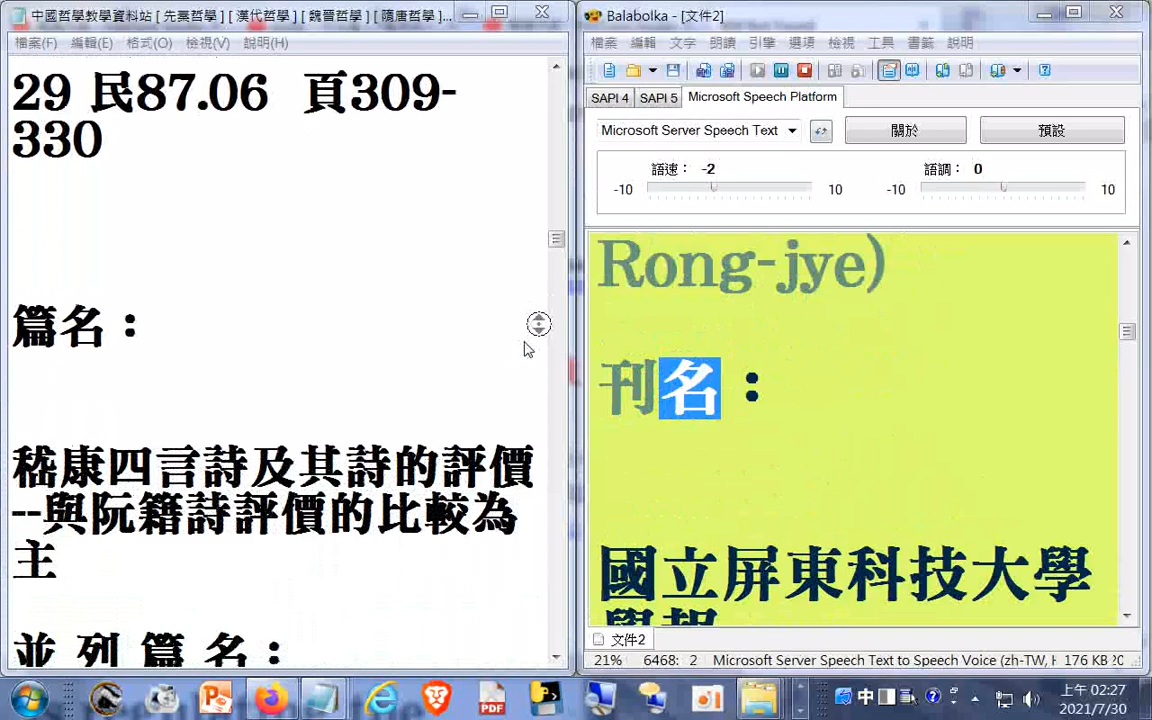 中國哲學教學資料站 [ 先秦哲學 ] [ 漢代哲學 ] [ 魏晉哲學 ] [ 隋唐哲學 ]...
檔案(F) 編輯(E) 格式(O) 檢視(V) 說明(H)
29 民87.06 頁309-
330
篇名：
嵇康四言詩及其詩的評價
--與阮籍詩評價的比較為
主
並 列 篇 名：
Balabolka - [文件2]
檔案 編輯 文字 朗讀 引擎 選項 檢視 工具 書籤 說明
SAPI 4 SAPI 5 Microsoft Speech Platform
Microsoft Server Speech Text 關於 預設
語速： -2 語調： 0
-10 10 -10 10
Rong-jye)
刊名：
國立屏東科技大學
學報
文件2
21% 6468: 2 Microsoft Server Speech Text to Speech Voice (zh-TW, H 176 KB
中 上午 02:27
2021/7/30